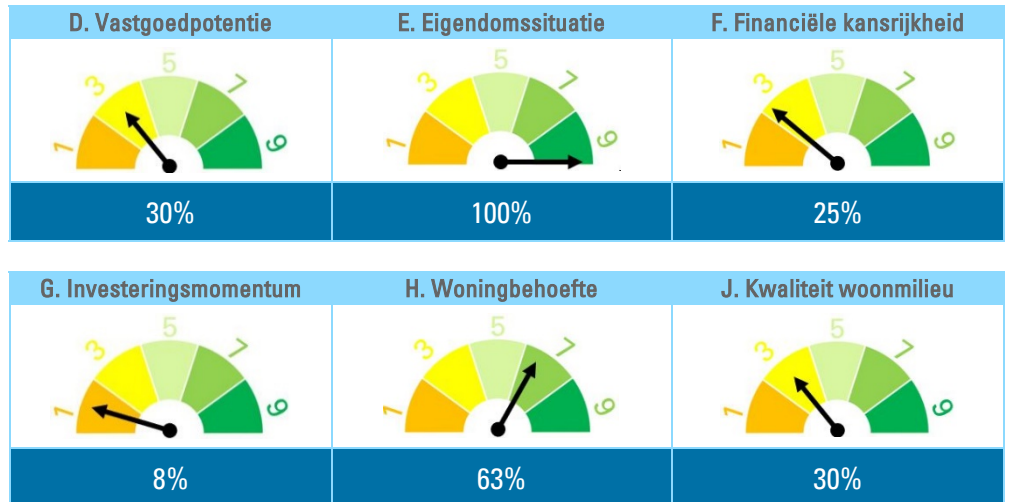 D. Vastgoedpotentie E. Eigendomssituatie F. Financiële kansrijkheid
1 3 5 7 9 1 3 5 7 9 1 3 5 7 9
30% 100% 25%
G. Investeringsmomentum H. Woningbehoefte J. Kwaliteit woonmilieu
1 3 5 7 9 1 3 5 7 9 1 3 5 7 9
8% 63% 30%